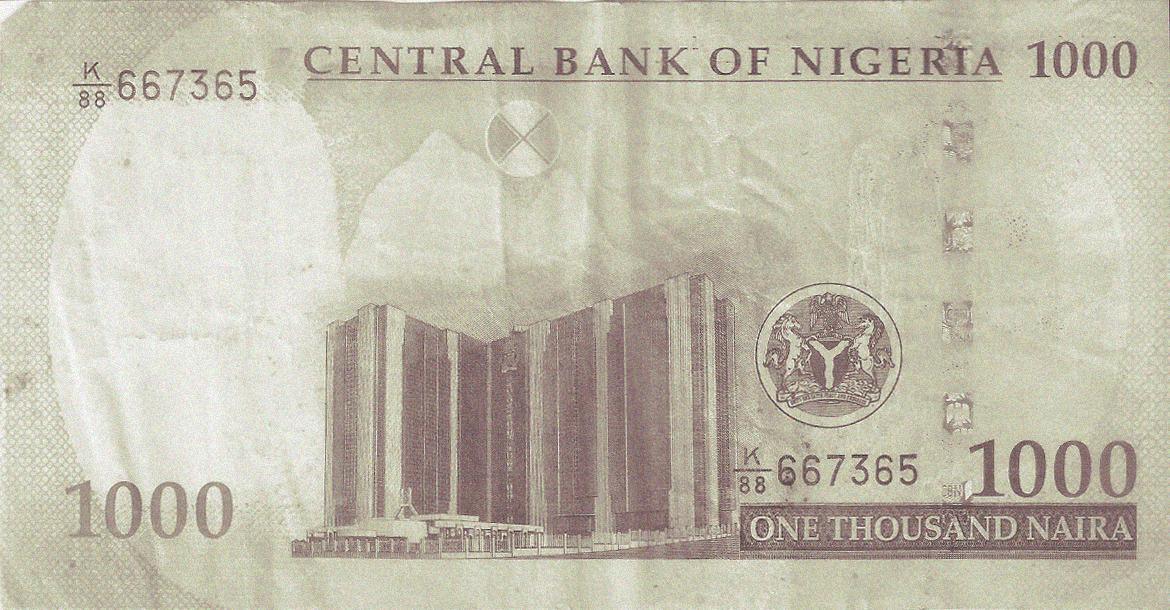 CENTRAL BANK OF NIGERIA 1000
K/88 667365
K/88 667365
1000
1000
ONE THOUSAND NAIRA